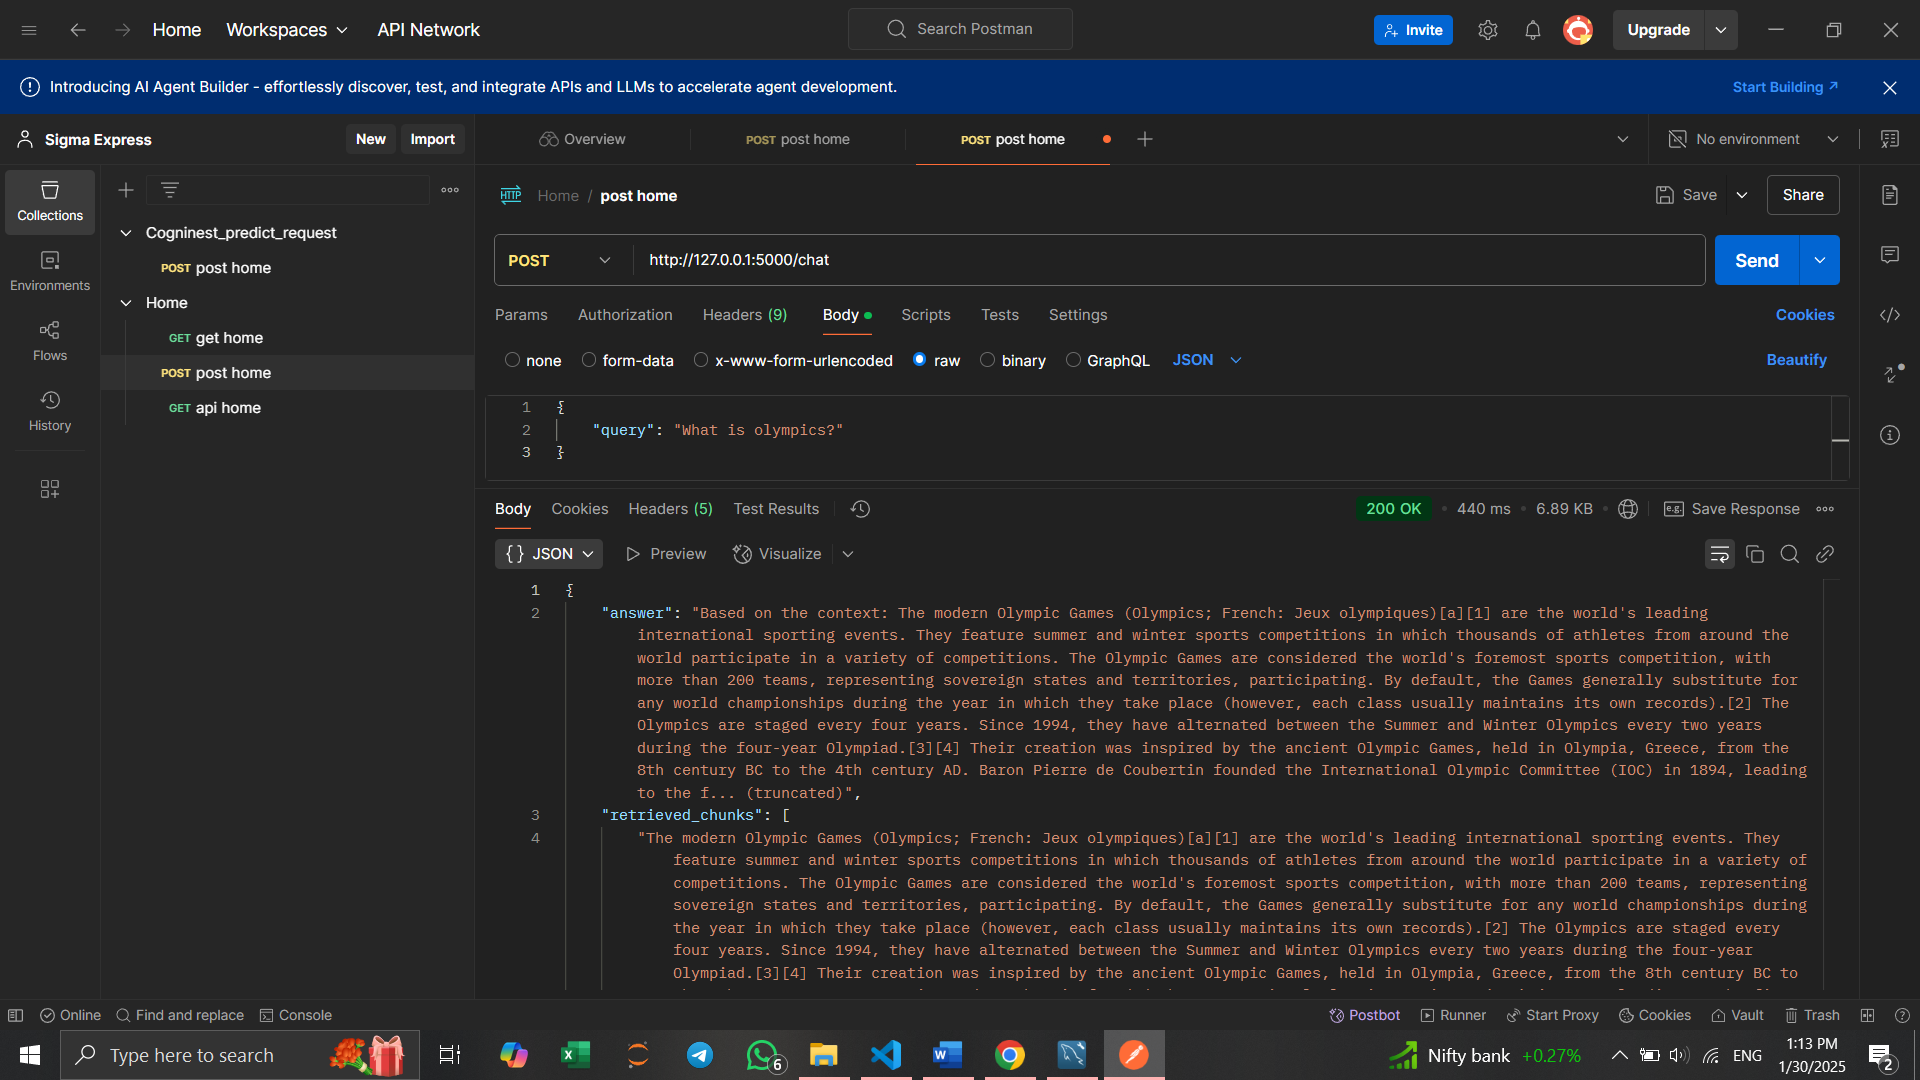 Home Workspaces API Network Search Postman Invite Upgrade
Introducing AI Agent Builder - effortlessly discover, test, and integrate APIs and LLMs to accelerate agent development. Start Building
Sigma Express New Import Overview POST post home POST post home No environment
Collections
Environments
Flows
History
Cogninest_predict_request
POST post home
Home
GET get home
POST post home
GET api home
HTTP Home / post home Save Share
POST http://127.0.0.1:5000/chat Send
Params Authorization Headers (9) Body Scripts Tests Settings Cookies
none form-data x-www-form-urlencoded raw binary GraphQL JSON Beautify
1 {
2 "query": "What is olympics?"
3 }
Body Cookies Headers (5) Test Results 200 OK 440 ms 6.89 KB e.g. Save Response
{} JSON Preview Visualize
1 {
2 "answer": "Based on the context: The modern Olympic Games (Olympics; French: Jeux olympiques)[a][1] are the world's leading
international sporting events. They feature summer and winter sports competitions in which thousands of athletes from around the
world participate in a variety of competitions. The Olympic Games are considered the world's foremost sports competition, with
more than 200 teams, representing sovereign states and territories, participating. By default, the Games generally substitute for
any world championships during the year in which they take place (however, each class usually maintains its own records).[2] The
Olympics are staged every four years. Since 1994, they have alternated between the Summer and Winter Olympics every two years
during the four-year Olympiad.[3][4] Their creation was inspired by the ancient Olympic Games, held in Olympia, Greece, from the
8th century BC to the 4th century AD. Baron Pierre de Coubertin founded the International Olympic Committee (IOC) in 1894, leading
to the f... (truncated)",
3 "retrieved_chunks": [
4 "The modern Olympic Games (Olympics; French: Jeux olympiques)[a][1] are the world's leading international sporting events. They
feature summer and winter sports competitions in which thousands of athletes from around the world participate in a variety of
competitions. The Olympic Games are considered the world's foremost sports competition, with more than 200 teams, representing
sovereign states and territories, participating. By default, the Games generally substitute for any world championships during
the year in which they take place (however, each class usually maintains its own records).[2] The Olympics are staged every
four years. Since 1994, they have alternated between the Summer and Winter Olympics every two years during the four-year
Olympiad.[3][4] Their creation was inspired by the ancient Olympic Games, held in Olympia, Greece, from the 8th century BC to
Online Find and replace Console Postbot Runner Start Proxy Cookies Vault Trash
Type here to search 6 Nifty bank +0.27% ENG 1:13 PM 2
1/30/2025